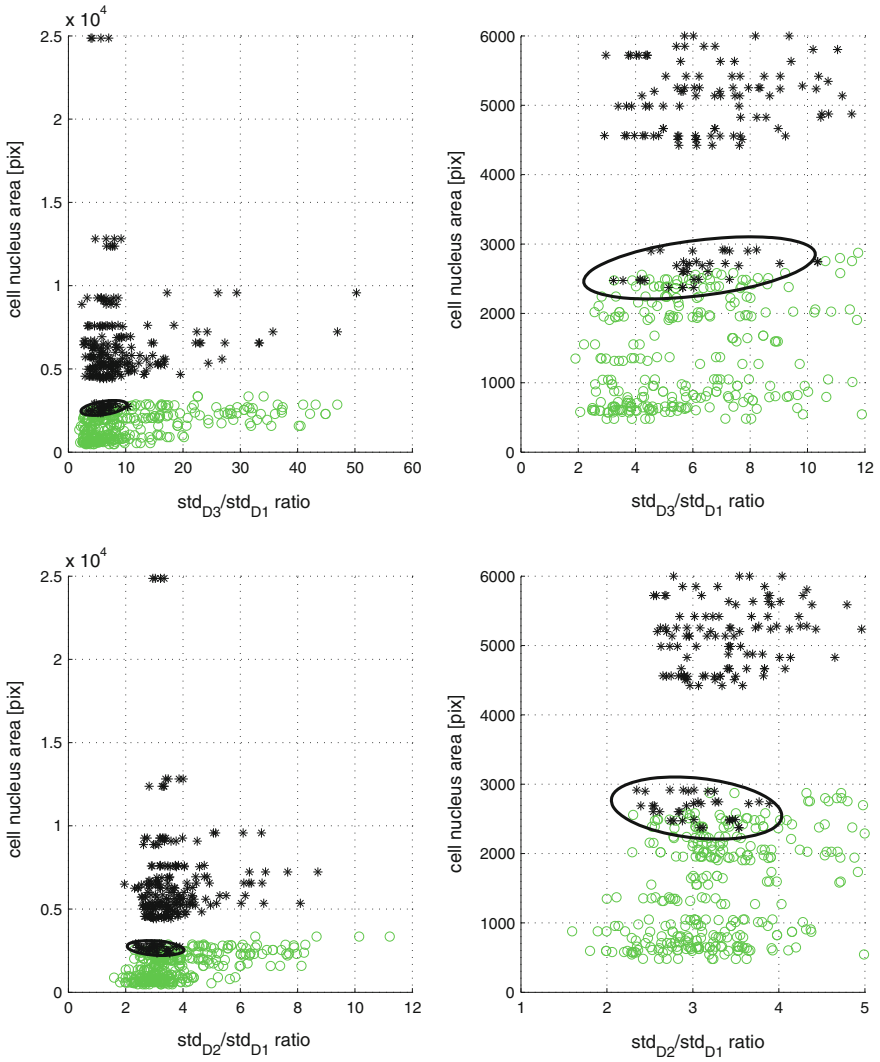 x 10⁴
2.5
2
1.5
1
0.5
0
0 10 20 30 40 50 60
cell nucleus area [pix]
std_D3/std_D1 ratio
6000
5000
4000
3000
2000
1000
0
0 2 4 6 8 10 12
cell nucleus area [pix]
std_D3/std_D1 ratio
x 10⁴
2.5
2
1.5
1
0.5
0
0 2 4 6 8 10 12
cell nucleus area [pix]
std_D2/std_D1 ratio
6000
5000
4000
3000
2000
1000
0
1 2 3 4 5
cell nucleus area [pix]
std_D2/std_D1 ratio